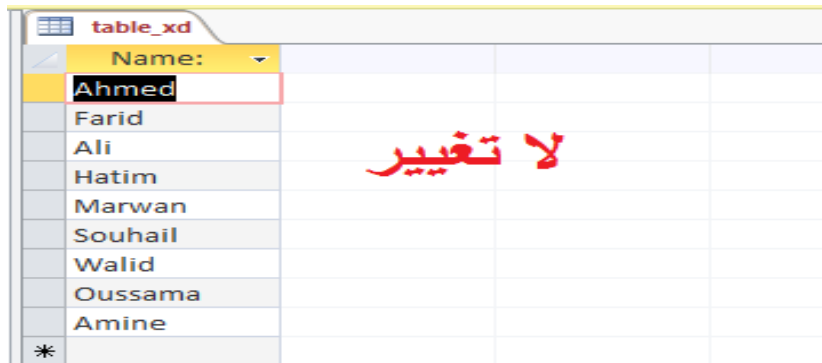 table_xd
Name:
Ahmed
Farid
Ali
لا تغيير
Hatim
Marwan
Souhail
Walid
Oussama
Amine
*